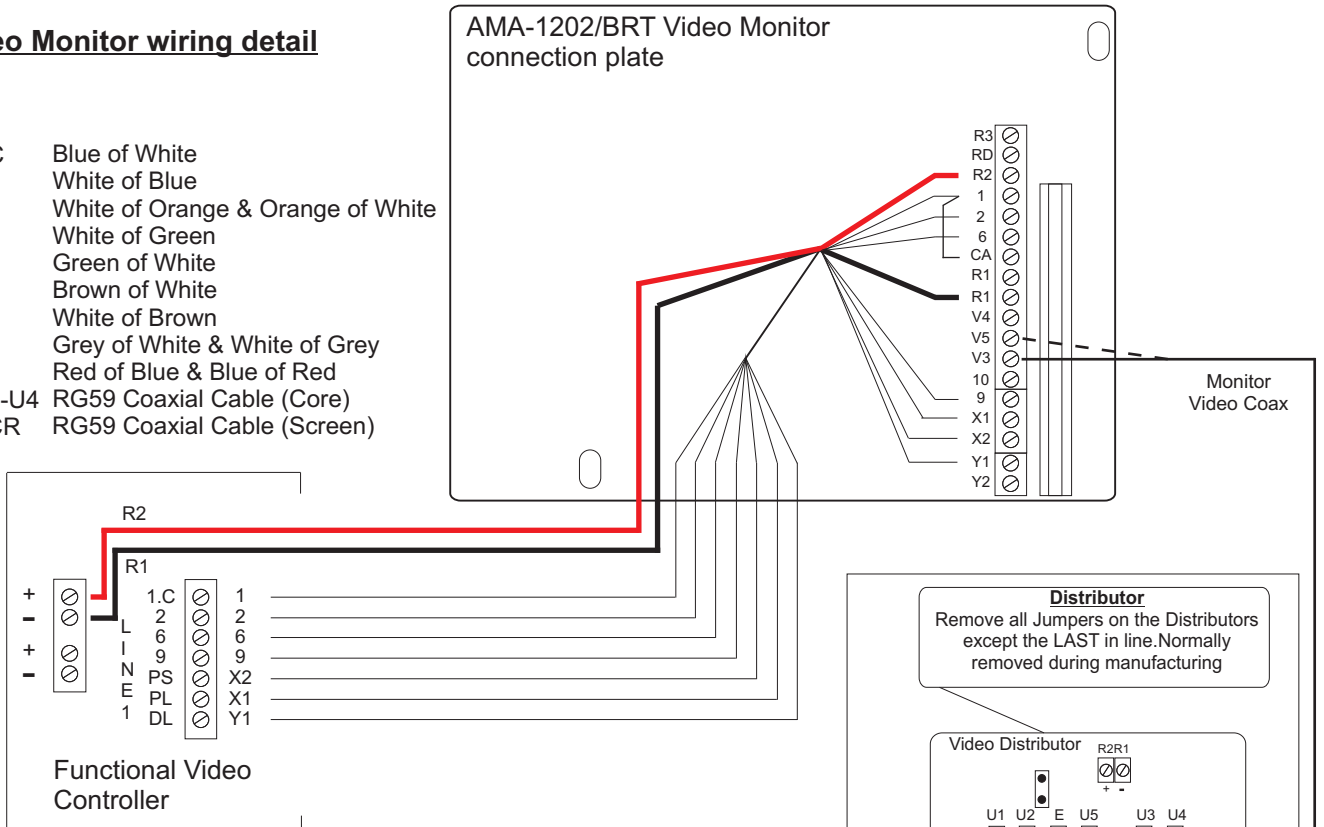 eo Monitor wiring detail
AMA-1202/BRT Video Monitor
connection plate
C Blue of White
White of Blue
White of Orange & Orange of White
White of Green
Green of White
Brown of White
White of Brown
Grey of White & White of Grey
Red of Blue & Blue of Red
-U4 RG59 Coaxial Cable (Core)
CR RG59 Coaxial Cable (Screen)
R3
RD
R2
1
2
6
CA
R1
R1
V4
V5
V3
10
9
X1
X2
Y1
Y2
Monitor
Video Coax
R2
R1
+
-
+
-
LINE 1
1.C 1
2 2
6 6
9 9
PS X2
PL X1
DL Y1
Functional Video
Controller
Distributor
Remove all Jumpers on the Distributors
except the LAST in line.Normally
removed during manufacturing
Video Distributor
R2R1
+ -
U1 U2 E U5 U3 U4